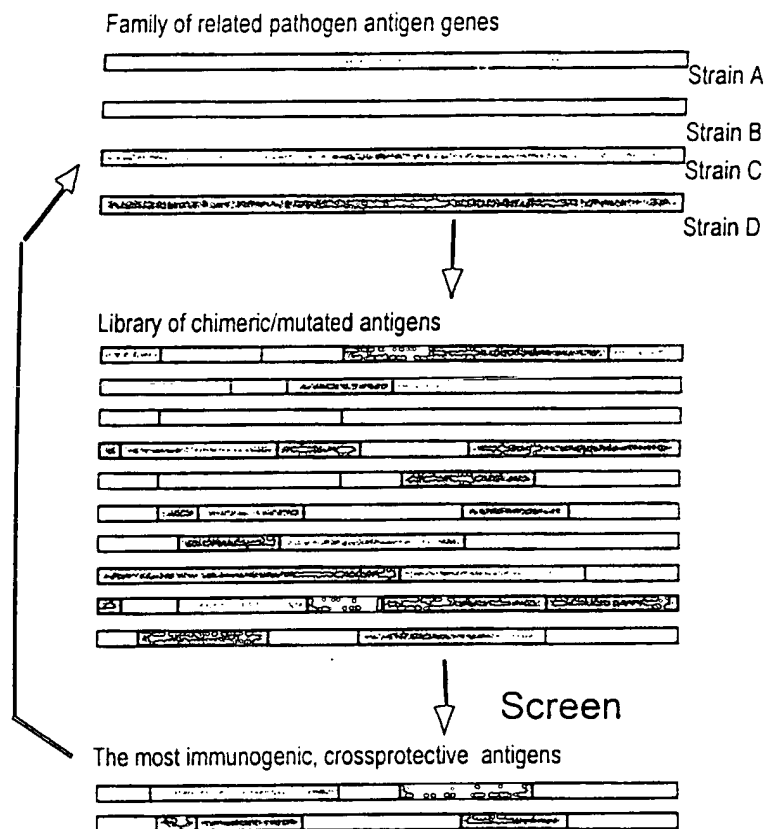 Family of related pathogen antigen genes
Strain A
Strain B
Strain C
Strain D
Library of chimeric/mutated antigens
Screen
The most immunogenic, crossprotective antigens